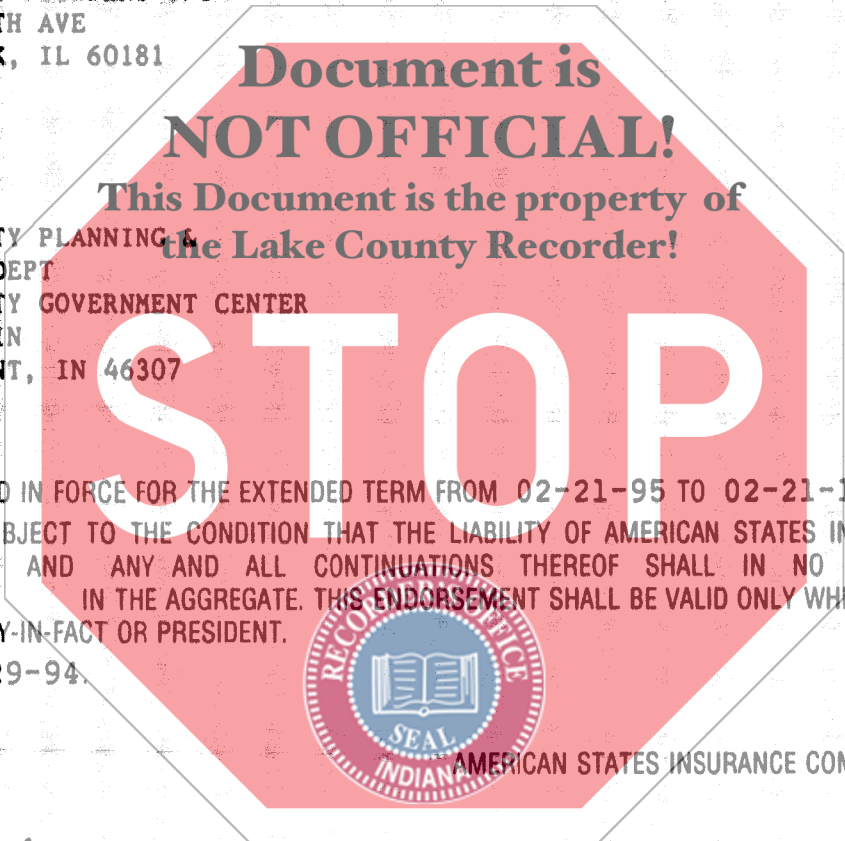 TH AVE
, IL 60181
Document is
NOT OFFICIAL!
This Document is the property of
the Lake County Recorder!
TY PLANNING &
DEPT
TY GOVERNMENT CENTER
IN
NT, IN 46307
STOP
D IN FORCE FOR THE EXTENDED TERM FROM 02-21-95 TO 02-21-1
BJECT TO THE CONDITION THAT THE LIABILITY OF AMERICAN STATES IN
AND ANY AND ALL CONTINUATIONS THEREOF SHALL IN NO
IN THE AGGREGATE. THIS ENDORSEMENT SHALL BE VALID ONLY WH
Y-IN-FACT OR PRESIDENT.
29-94.
RECORDER'S OFFICE
SEAL
INDIANA
AMERICAN STATES INSURANCE COM